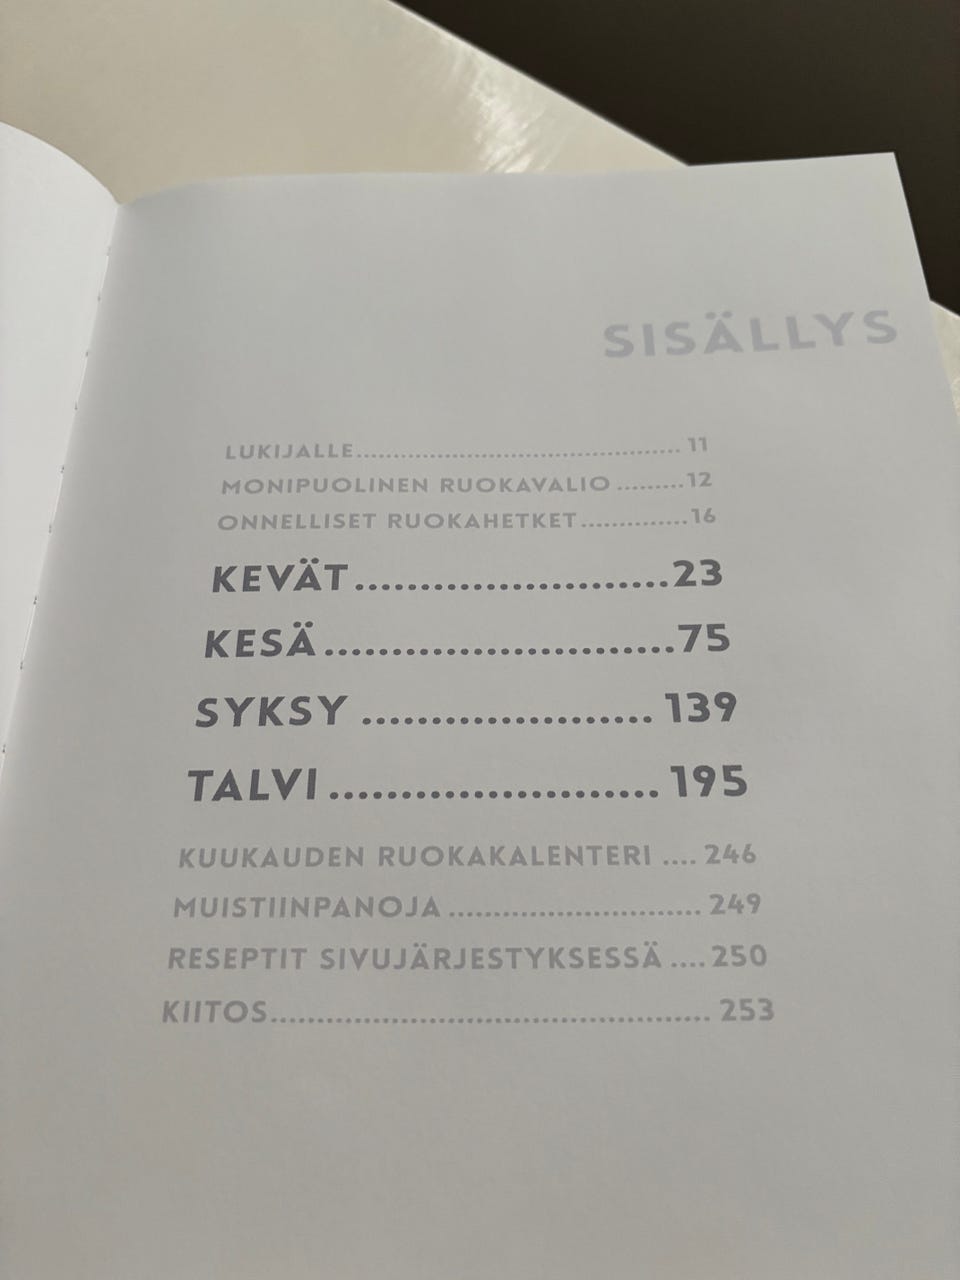 SISÄLLYS
LUKIJALLE............................................ 11
MONIPUOLINEN RUOKAVALIO .........12
ONNELLISET RUOKAHETKET..............16
KEVÄT........................23
KESÄ..........................75
SYKSY ...................... 139
TALVI....................... 195
KUUKAUDEN RUOKAKALENTERI .... 246
MUISTIINPANOJA ............................ 249
RESEPTIT SIVUJÄRJESTYKSESSÄ ....250
KIITOS................................................ 253